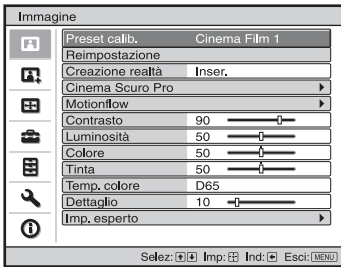 Immagine
Preset calib. Cinema Film 1
Reimpostazione
Creazione realtà Inser.
Cinema Scuro Pro
Motionflow
Contrasto 90
Luminosità 50
Colore 50
Tinta 50
Temp. colore D65
Dettaglio 10
Imp. esperto
Selez: Imp: Ind: Esci: MENU